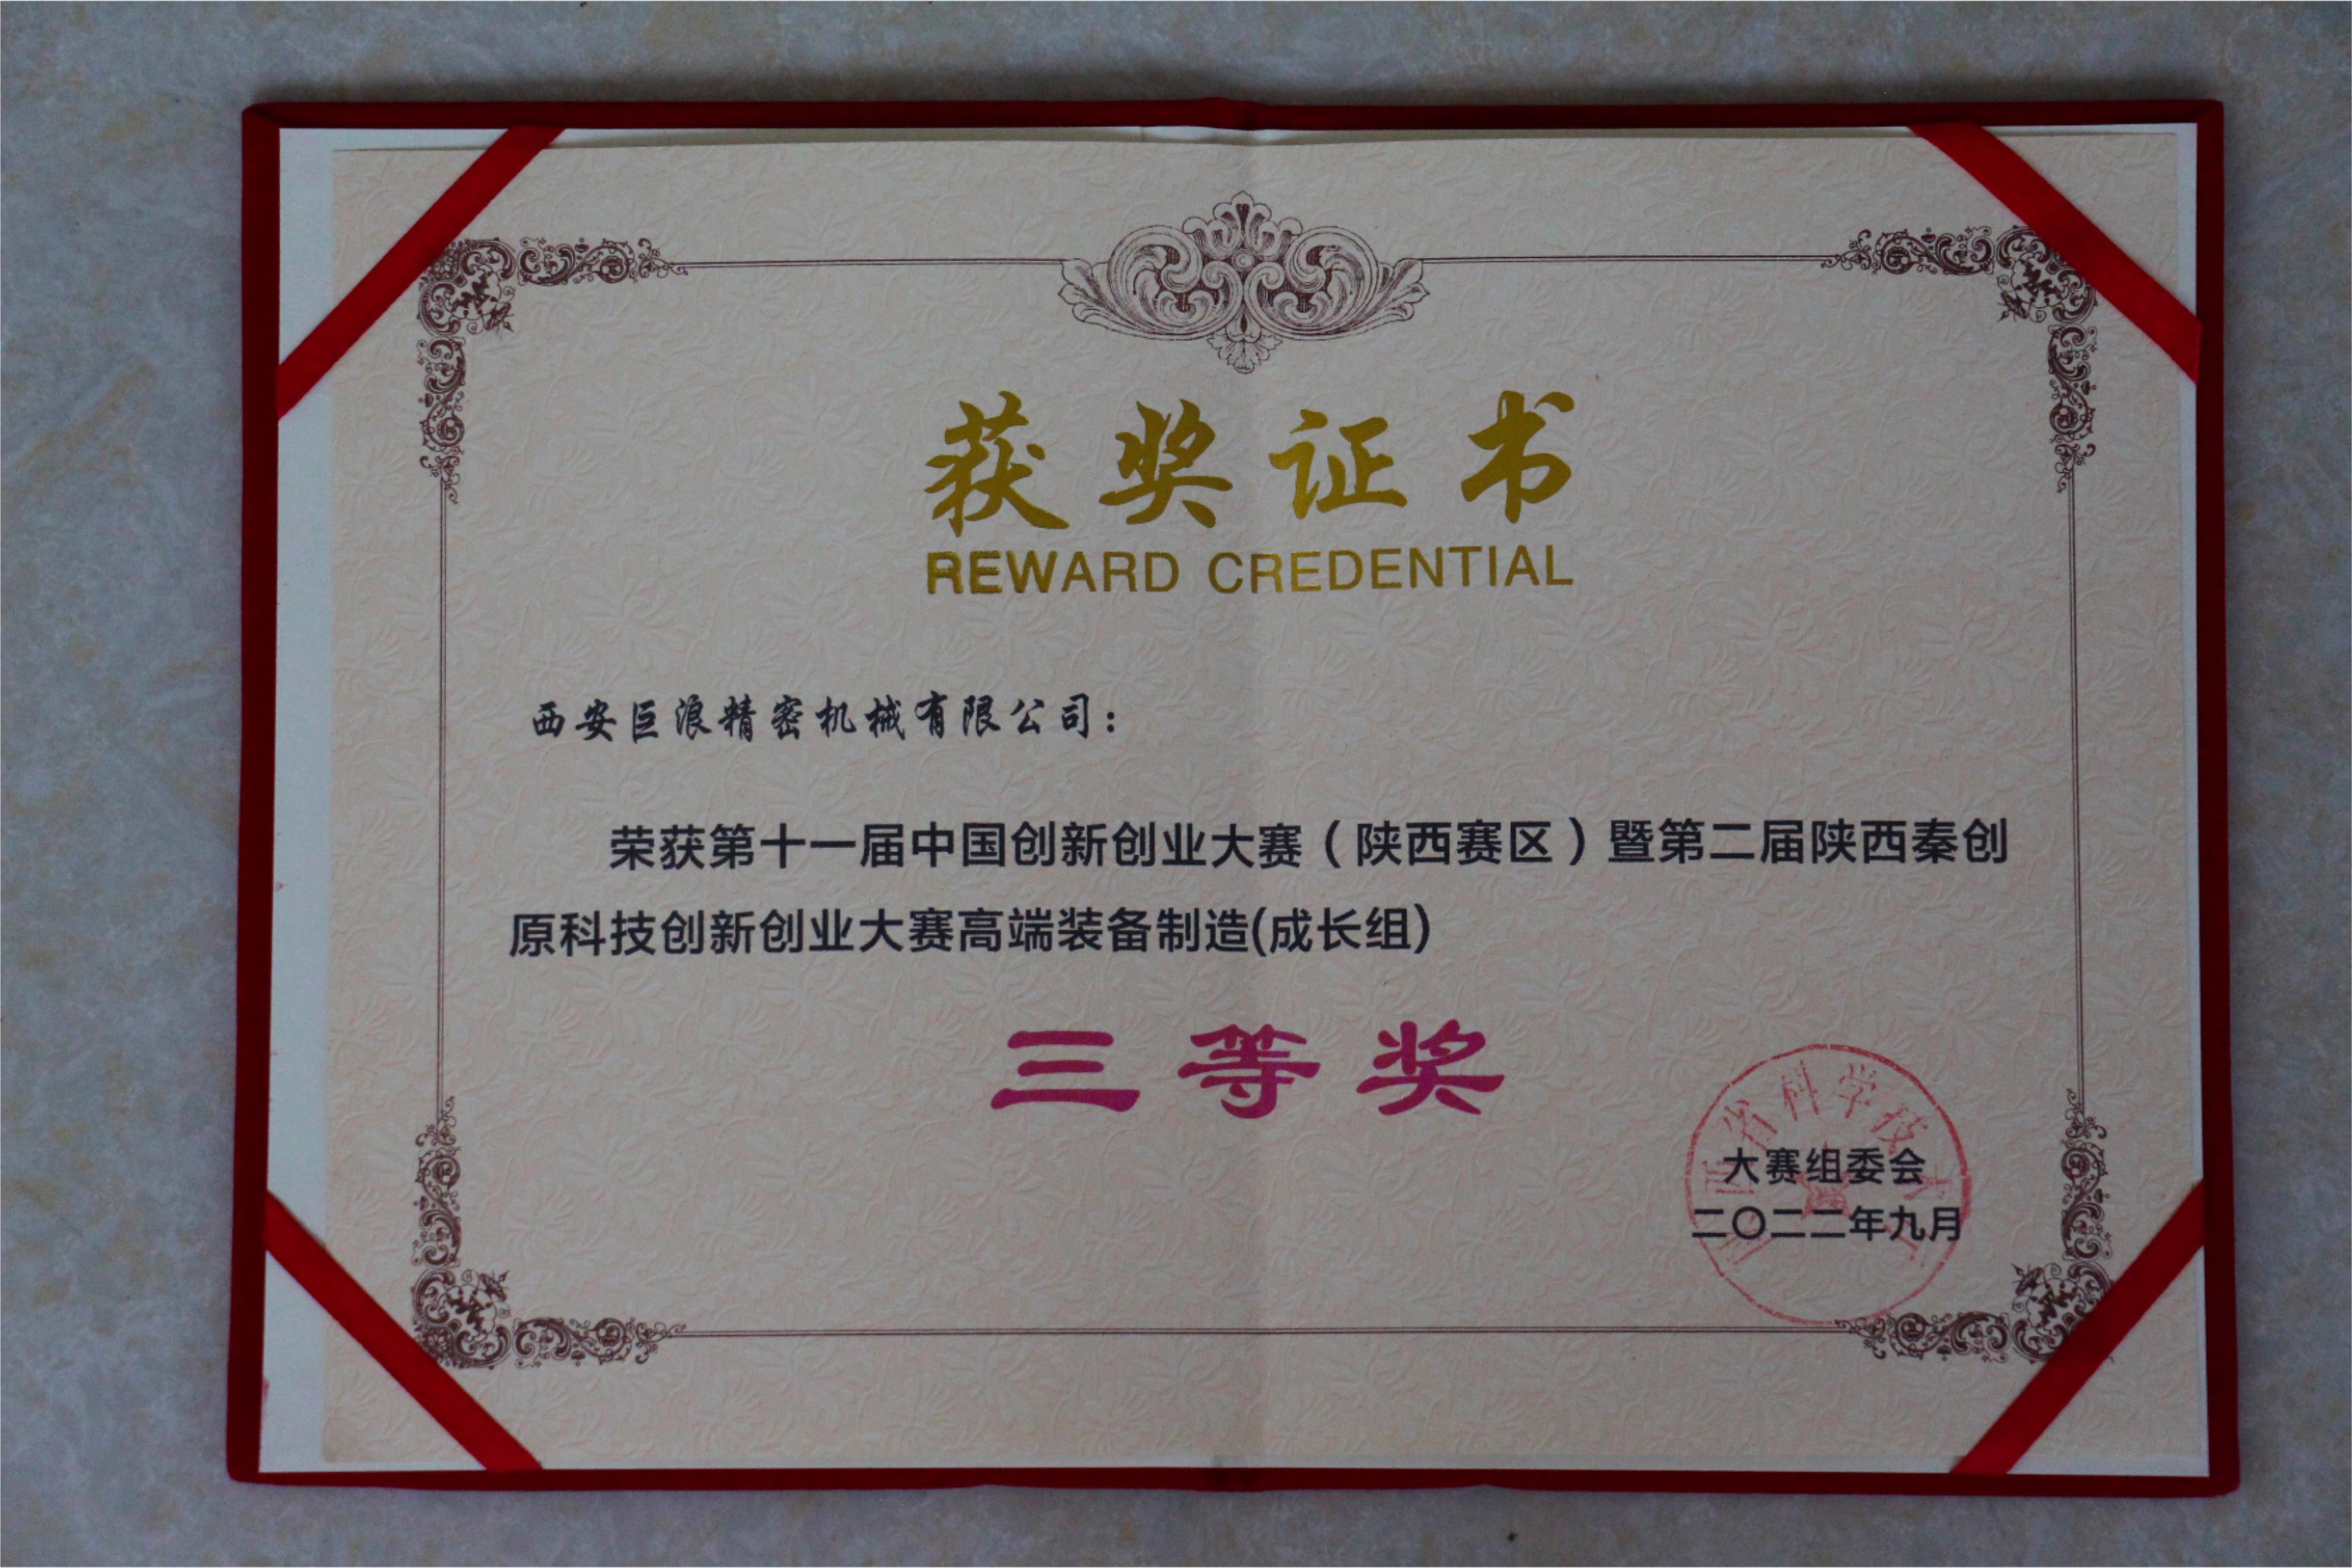 获奖证书
REWARD CREDENTIAL
西安巨浪精密机械有限公司：
荣获第十一届中国创新创业大赛（陕西赛区）暨第二届陕西秦创
原科技创新创业大赛高端装备制造(成长组)
三等奖
省科学技
大赛组委会
二〇二二年九月